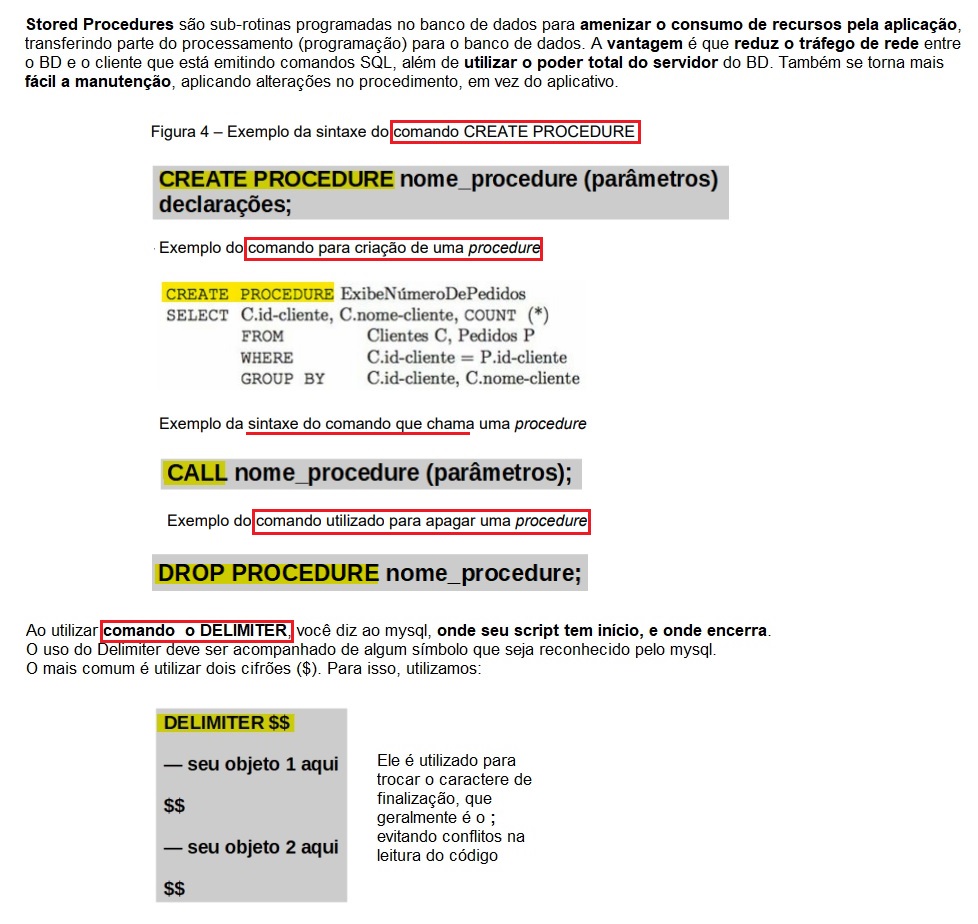 Stored Procedures são sub-rotinas programadas no banco de dados para amenizar o consumo de recursos pela aplicação,
transferindo parte do processamento (programação) para o banco de dados. A vantagem é que reduz o tráfego de rede entre
o BD e o cliente que está emitindo comandos SQL, além de utilizar o poder total do servidor do BD. Também se torna mais
fácil a manutenção, aplicando alterações no procedimento, em vez do aplicativo.
Figura 4 – Exemplo da sintaxe do comando CREATE PROCEDURE
CREATE PROCEDURE nome_procedure (parâmetros)
declarações;
Exemplo do comando para criação de uma procedure
CREATE PROCEDURE ExibeNúmeroDePedidos
SELECT C.id-cliente, C.nome-cliente, COUNT (*)
FROM Clientes C, Pedidos P
WHERE C.id-cliente = P.id-cliente
GROUP BY C.id-cliente, C.nome-cliente
Exemplo da sintaxe do comando que chama uma procedure
CALL nome_procedure (parâmetros);
Exemplo do comando utilizado para apagar uma procedure
DROP PROCEDURE nome_procedure;
Ao utilizar comando o DELIMITER, você diz ao mysql, onde seu script tem início, e onde encerra.
O uso do Delimiter deve ser acompanhado de algum símbolo que seja reconhecido pelo mysql.
O mais comum é utilizar dois cifrões ($). Para isso, utilizamos:
DELIMITER $$
— seu objeto 1 aqui
$$
— seu objeto 2 aqui
$$
Ele é utilizado para
trocar o caractere de
finalização, que
geralmente é o ;
evitando conflitos na
leitura do código